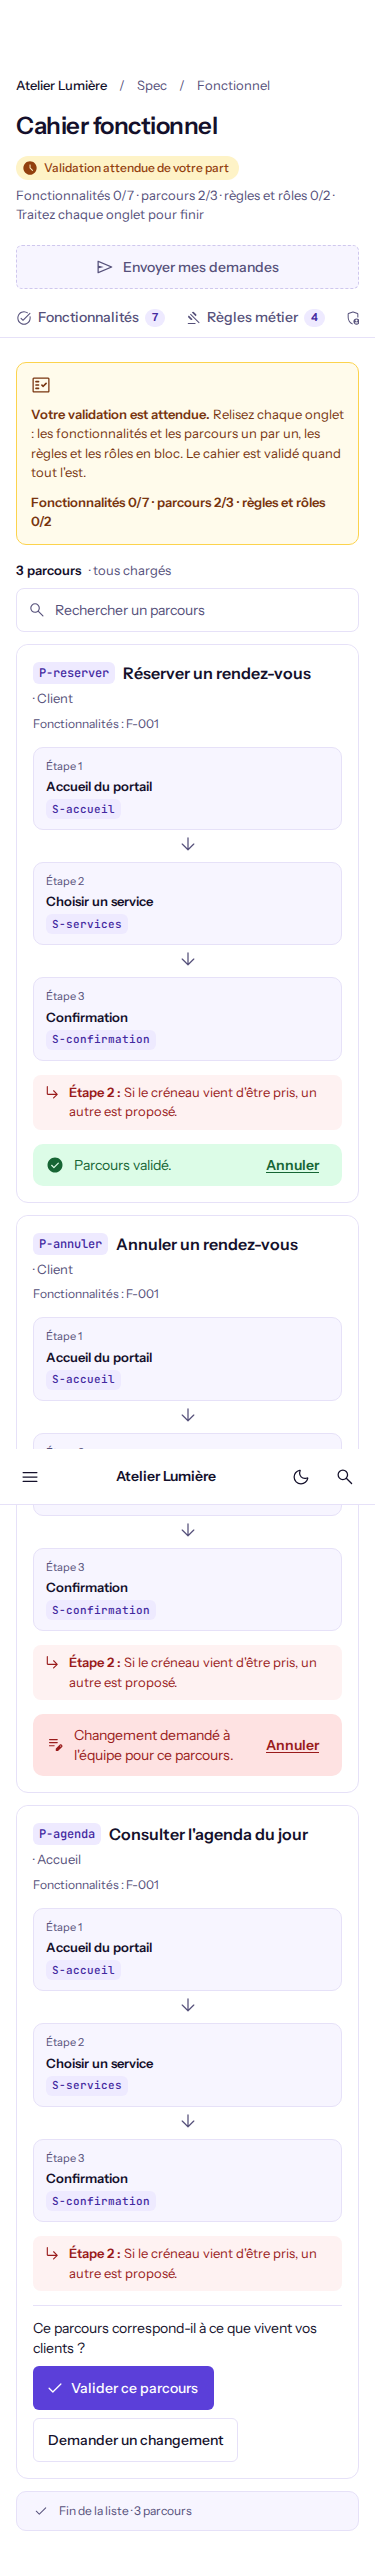 Atelier Lumière / Spec / Fonctionnel
Cahier fonctionnel
Validation attendue de votre part
Fonctionnalités 0/7 · parcours 2/3 · règles et rôles 0/2 ·
Traitez chaque onglet pour finir
Envoyer mes demandes
Fonctionnalités 7 Règles métier 4
Votre validation est attendue. Relisez chaque onglet
: les fonctionnalités et les parcours un par un, les
règles et les rôles en bloc. Le cahier est validé quand
tout l'est.
Fonctionnalités 0/7 · parcours 2/3 · règles et rôles
0/2
3 parcours · tous chargés
Rechercher un parcours
P-reserver Réserver un rendez-vous
· Client
Fonctionnalités : F-001
Étape 1
Accueil du portail
S-accueil
Étape 2
Choisir un service
S-services
Étape 3
Confirmation
S-confirmation
Étape 2 : Si le créneau vient d'être pris, un
autre est proposé.
Parcours validé. Annuler
P-annuler Annuler un rendez-vous
· Client
Fonctionnalités : F-001
Étape 1
Accueil du portail
S-accueil
Atelier Lumière
Étape 3
Confirmation
S-confirmation
Étape 2 : Si le créneau vient d'être pris, un
autre est proposé.
Changement demandé à
l'équipe pour ce parcours. Annuler
P-agenda Consulter l'agenda du jour
· Accueil
Fonctionnalités : F-001
Étape 1
Accueil du portail
S-accueil
Étape 2
Choisir un service
S-services
Étape 3
Confirmation
S-confirmation
Étape 2 : Si le créneau vient d'être pris, un
autre est proposé.
Ce parcours correspond-il à ce que vivent vos
clients ?
Valider ce parcours
Demander un changement
Fin de la liste · 3 parcours